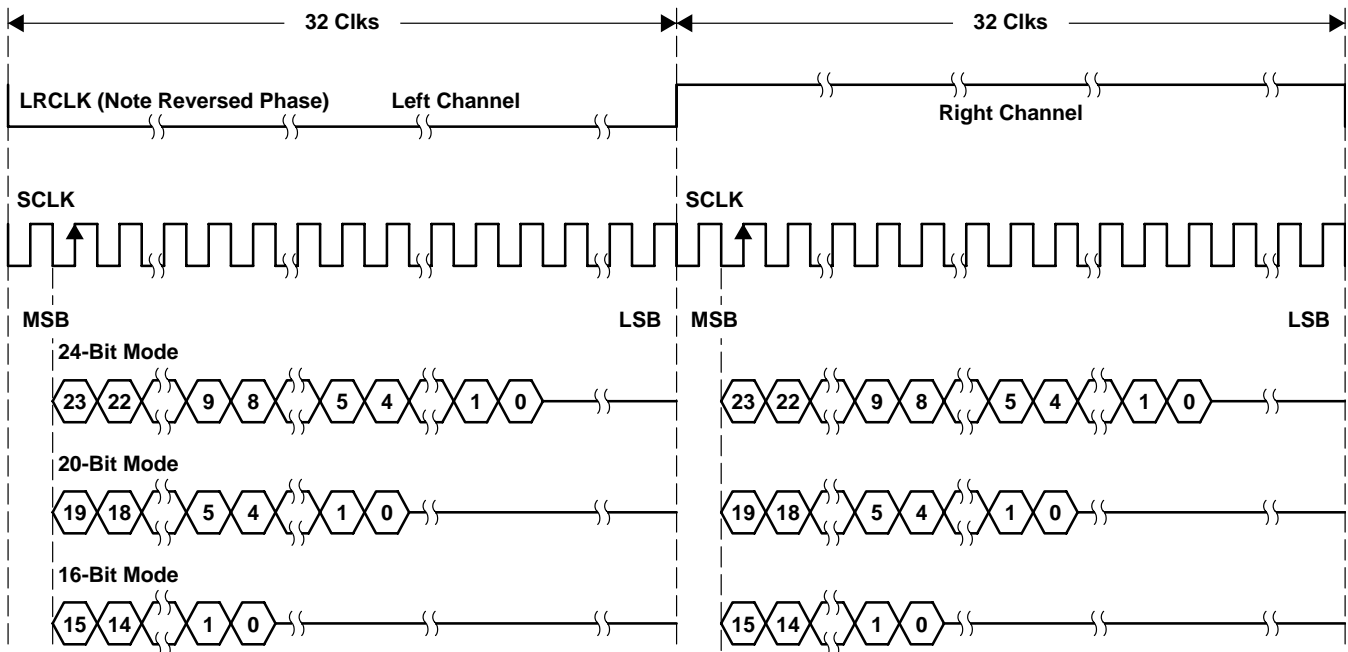 32 Clks 32 Clks
LRCLK (Note Reversed Phase) Left Channel Right Channel
SCLK SCLK
MSB LSB MSB LSB
24-Bit Mode
23 22 9 8 5 4 1 0 23 22 9 8 5 4 1 0
20-Bit Mode
19 18 5 4 1 0 19 18 5 4 1 0
16-Bit Mode
15 14 1 0 15 14 1 0